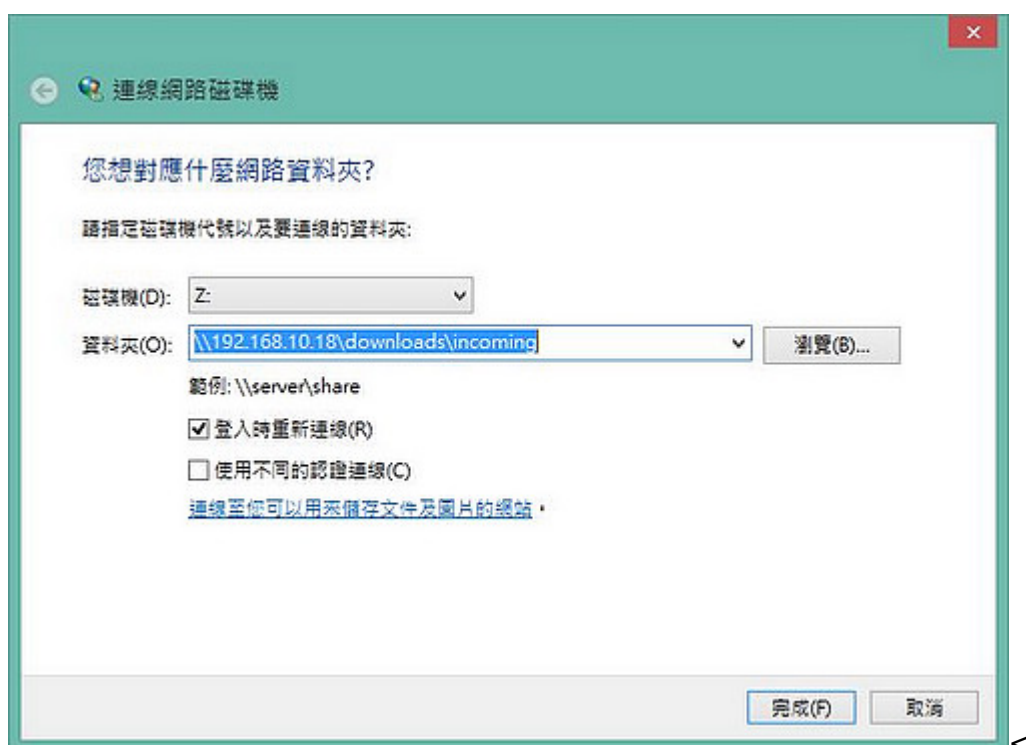 連線網路磁碟機
您想對應什麼網路資料夾?
請指定磁碟機代號以及要連線的資料夾:
磁碟機(D): Z:
資料夾(O): \\192.168.10.18\downloads\incoming 瀏覽(B)...
範例: \\server\share
登入時重新連線(R)
使用不同的認證連線(C)
連線至您可以用來儲存文件及圖片的網站。
完成(F) 取消